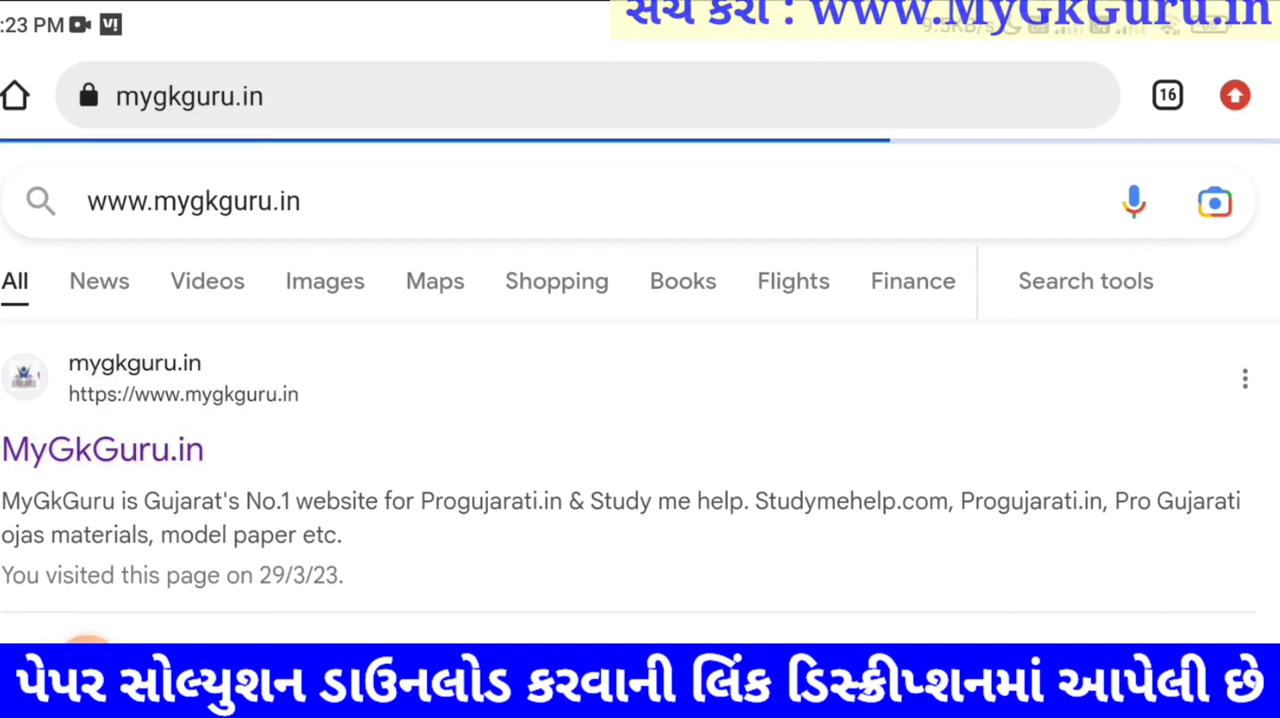 :23 PM
સર્ચ કરો : www.MyGkGuru.in
mygkguru.in
16
www.mygkguru.in
All News Videos Images Maps Shopping Books Flights Finance Search tools
mygkguru.in
https://www.mygkguru.in
MyGkGuru.in
MyGkGuru is Gujarat's No.1 website for Progujarati.in & Study me help. Studymehelp.com, Progujarati.in, Pro Gujarati
ojas materials, model paper etc.
You visited this page on 29/3/23.
પેપર સોલ્યુશન ડાઉનલોડ કરવાની લિંક ડિસ્ક્રીપ્શનમાં આપેલી છે